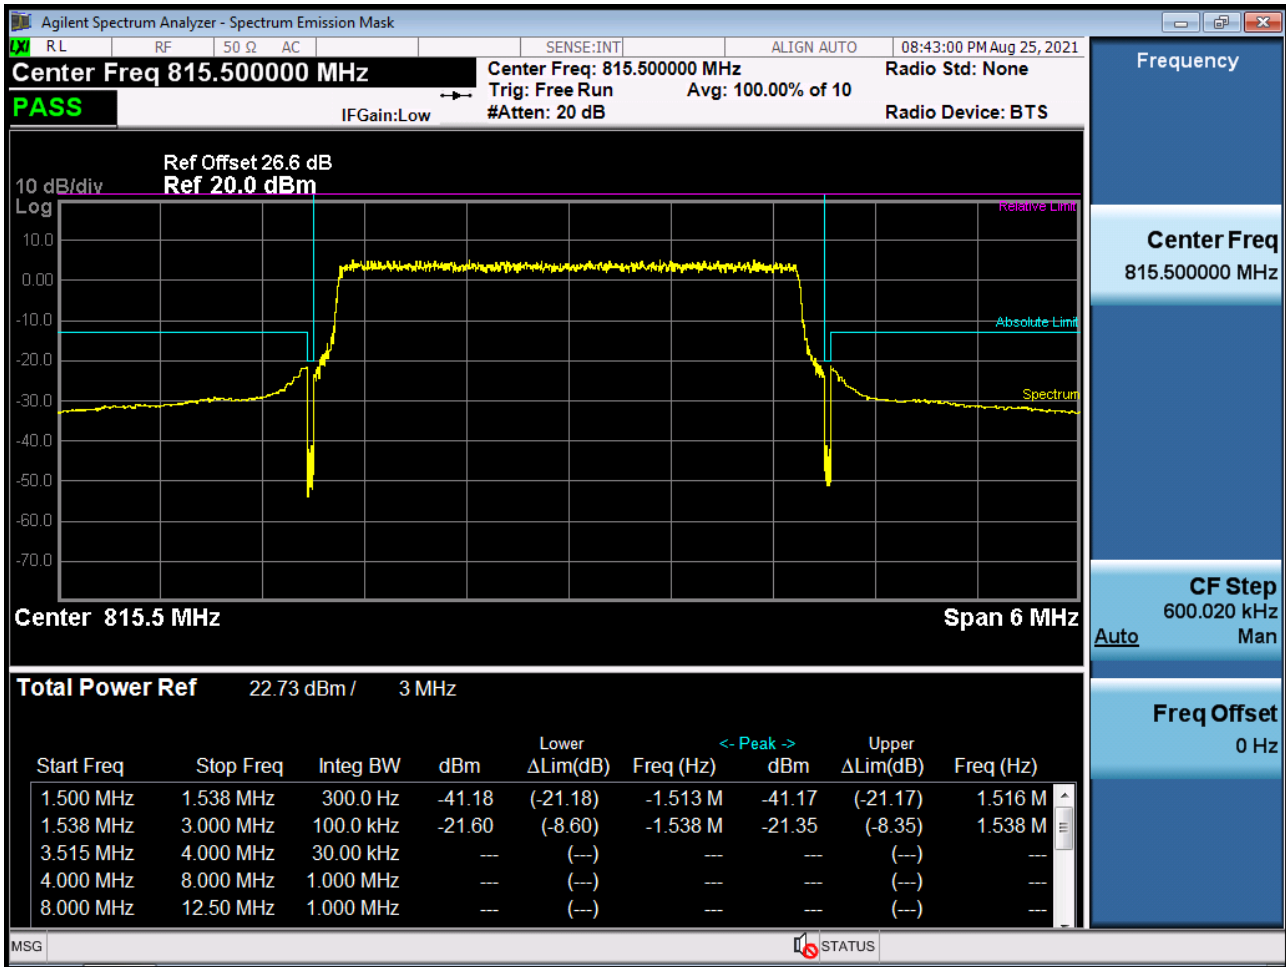 Agilent Spectrum Analyzer - Spectrum Emission Mask
LXI RL RF 50 Ω AC SENSE:INT ALIGN AUTO 08:43:00 PM Aug 25, 2021
Center Freq 815.500000 MHz
Center Freq: 815.500000 MHz
Radio Std: None
Trig: Free Run Avg: 100.00% of 10
PASS
IFGain:Low
#Atten: 20 dB
Radio Device: BTS
Ref Offset 26.6 dB
10 dB/div Ref 20.0 dBm
Log
Relative Limit
10.0
0.00
-10.0
Absolute Limit
-20.0
-30.0
Spectrum
-40.0
-50.0
-60.0
-70.0
Center 815.5 MHz Span 6 MHz
Total Power Ref 22.73 dBm / 3 MHz
Lower <- Peak -> Upper
Start Freq Stop Freq Integ BW dBm ΔLim(dB) Freq (Hz) dBm ΔLim(dB) Freq (Hz)
1.500 MHz 1.538 MHz 300.0 Hz -41.18 (-21.18) -1.513 M -41.17 (-21.17) 1.516 M
1.538 MHz 3.000 MHz 100.0 kHz -21.60 (-8.60) -1.538 M -21.35 (-8.35) 1.538 M
3.515 MHz 4.000 MHz 30.00 kHz --- (---) --- --- (---) ---
4.000 MHz 8.000 MHz 1.000 MHz --- (---) --- --- (---) ---
8.000 MHz 12.50 MHz 1.000 MHz --- (---) --- --- (---) ---
MSG STATUS
Frequency
Center Freq
815.500000 MHz
CF Step
600.020 kHz
Auto Man
Freq Offset
0 Hz